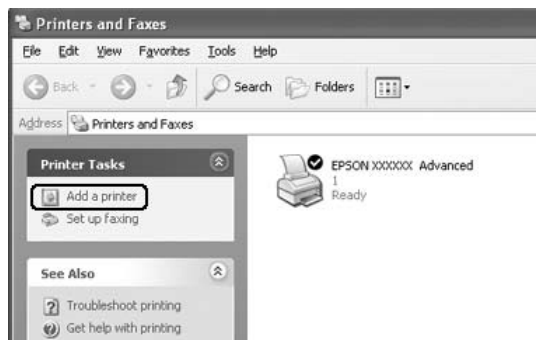 Printers and Faxes
File Edit View Favorites Tools Help
Back Search Folders
Address Printers and Faxes
Printer Tasks
Add a printer
Set up faxing
See Also
Troubleshoot printing
Get help with printing
EPSON XXXXXX Advanced
1
Ready